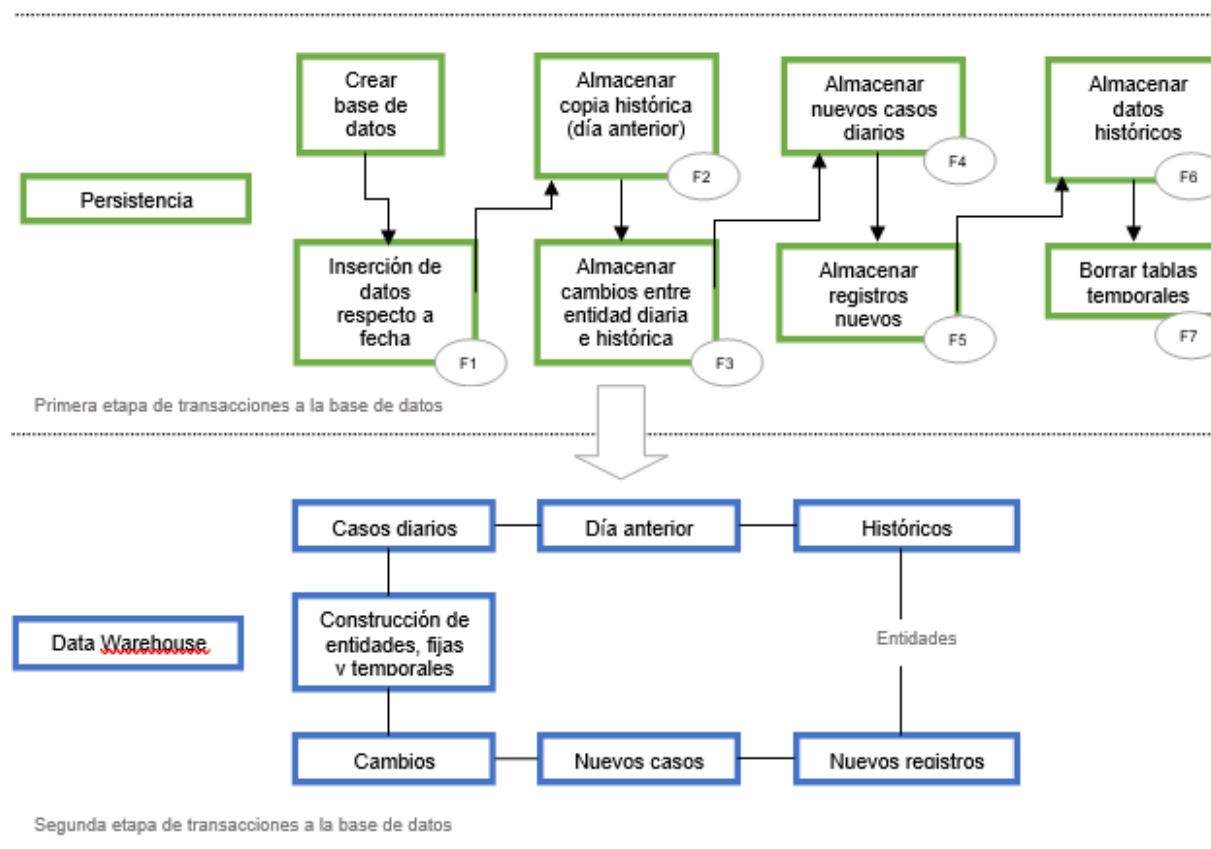 Crear
base de
datos
Almacenar
copia histórica
(día anterior)
F2
Almacenar
nuevos casos
diarios
F4
Almacenar
datos
históricos
F6
Persistencia
Inserción de
datos
respecto a
fecha
F1
Almacenar
cambios entre
entidad diaria
e histórica
F3
Almacenar
registros
nuevos
F5
Borrar tablas
temporales
F7
Primera etapa de transacciones a la base de datos
Casos diarios
Día anterior
Históricos
Data Warehouse
Construcción de
entidades, fijas
y temporales
Entidades
Cambios
Nuevos casos
Nuevos registros
Segunda etapa de transacciones a la base de datos